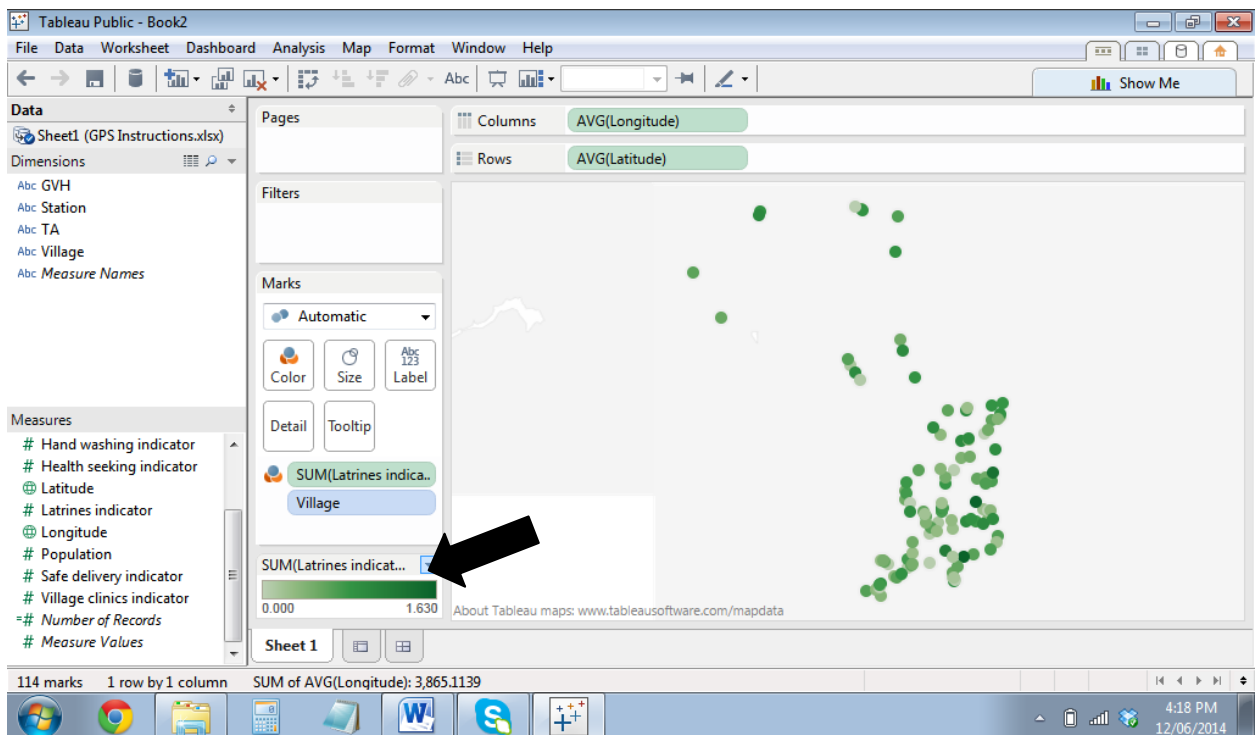 Tableau Public - Book2
File Data Worksheet Dashboard Analysis Map Format Window Help
Abc
Show Me
Data
Sheet1 (GPS Instructions.xlsx)
Dimensions
Abc GVH
Abc Station
Abc TA
Abc Village
Abc Measure Names
Measures
# Hand washing indicator
# Health seeking indicator
Latitude
# Latrines indicator
Longitude
# Population
# Safe delivery indicator
# Village clinics indicator
=# Number of Records
# Measure Values
Pages
Filters
Marks
Automatic
Color
Size
Abc
123
Label
Detail
Tooltip
SUM(Latrines indica..
Village
SUM(Latrines indicat...
0.000 1.630
Columns AVG(Longitude)
Rows AVG(Latitude)
About Tableau maps: www.tableausoftware.com/mapdata
Sheet 1
114 marks 1 row by 1 column SUM of AVG(Longitude): 3,865.1139
4:18 PM
12/06/2014